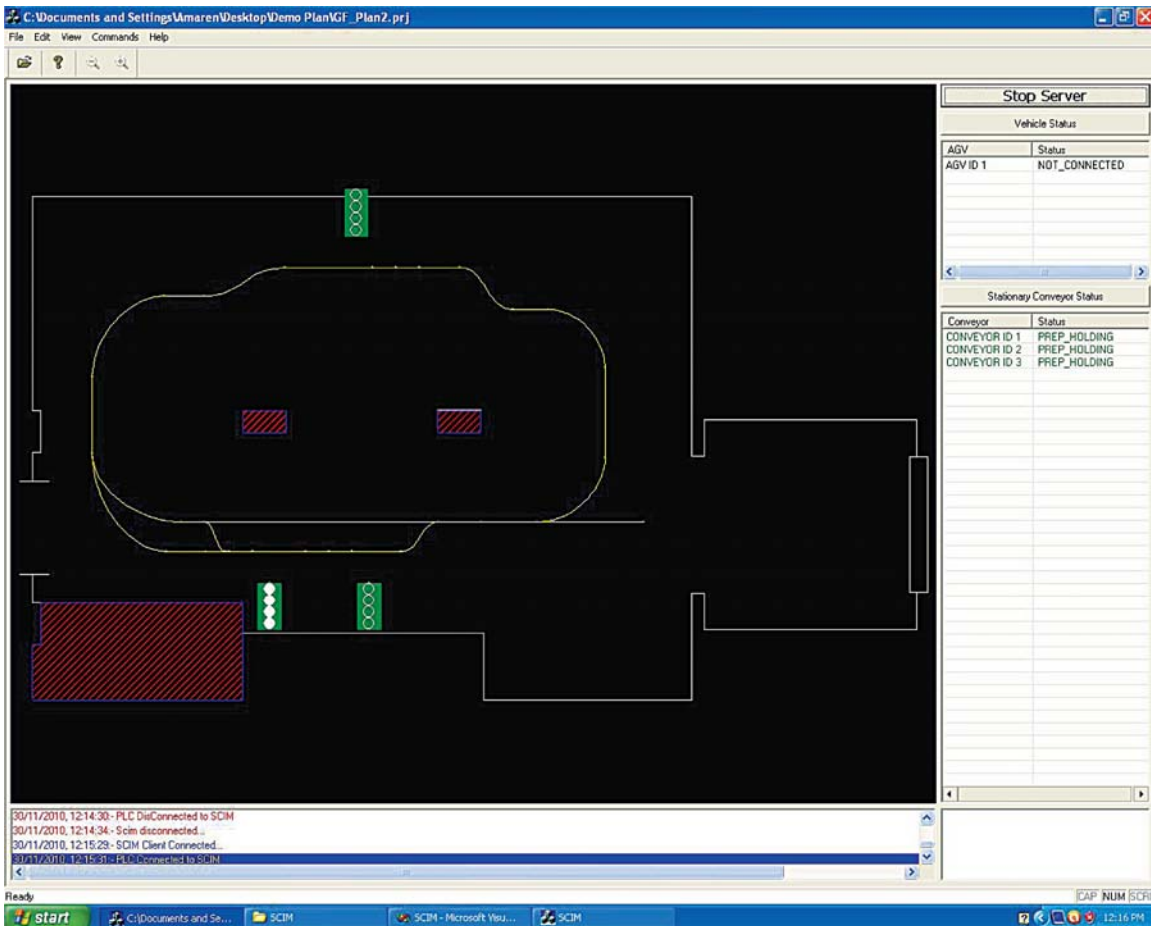 C:\Documents and Settings\Amaren\Desktop\Demo Plan\GF_Plan2.prj
File Edit View Commands Help
Stop Server
Vehicle Status
AGV Status
AGV ID 1 NOT_CONNECTED
Stationary Conveyor Status
Conveyor Status
CONVEYOR ID 1 PREP_HOLDING
CONVEYOR ID 2 PREP_HOLDING
CONVEYOR ID 3 PREP_HOLDING
30/11/2010, 12:14:30:- PLC DisConnected to SCIM
30/11/2010, 12:14:34:- Scim disconnected...
30/11/2010, 12:15:29:- SCIM Client Connected...
30/11/2010, 12:15:31:- PLC Connected to SCIM
Ready CAP NUM SCR
start C:\Documents and Se... SCIM SCIM - Microsoft Visu... SCIM 12:16 PM